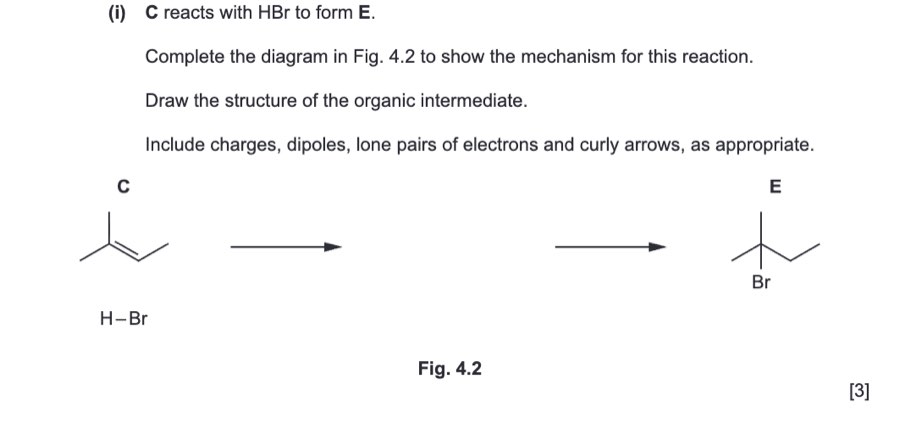 (i) C reacts with HBr to form E.
Complete the diagram in Fig. 4.2 to show the mechanism for this reaction.
Draw the structure of the organic intermediate.
Include charges, dipoles, lone pairs of electrons and curly arrows, as appropriate.
C E
Br
H–Br
Fig. 4.2
[3]